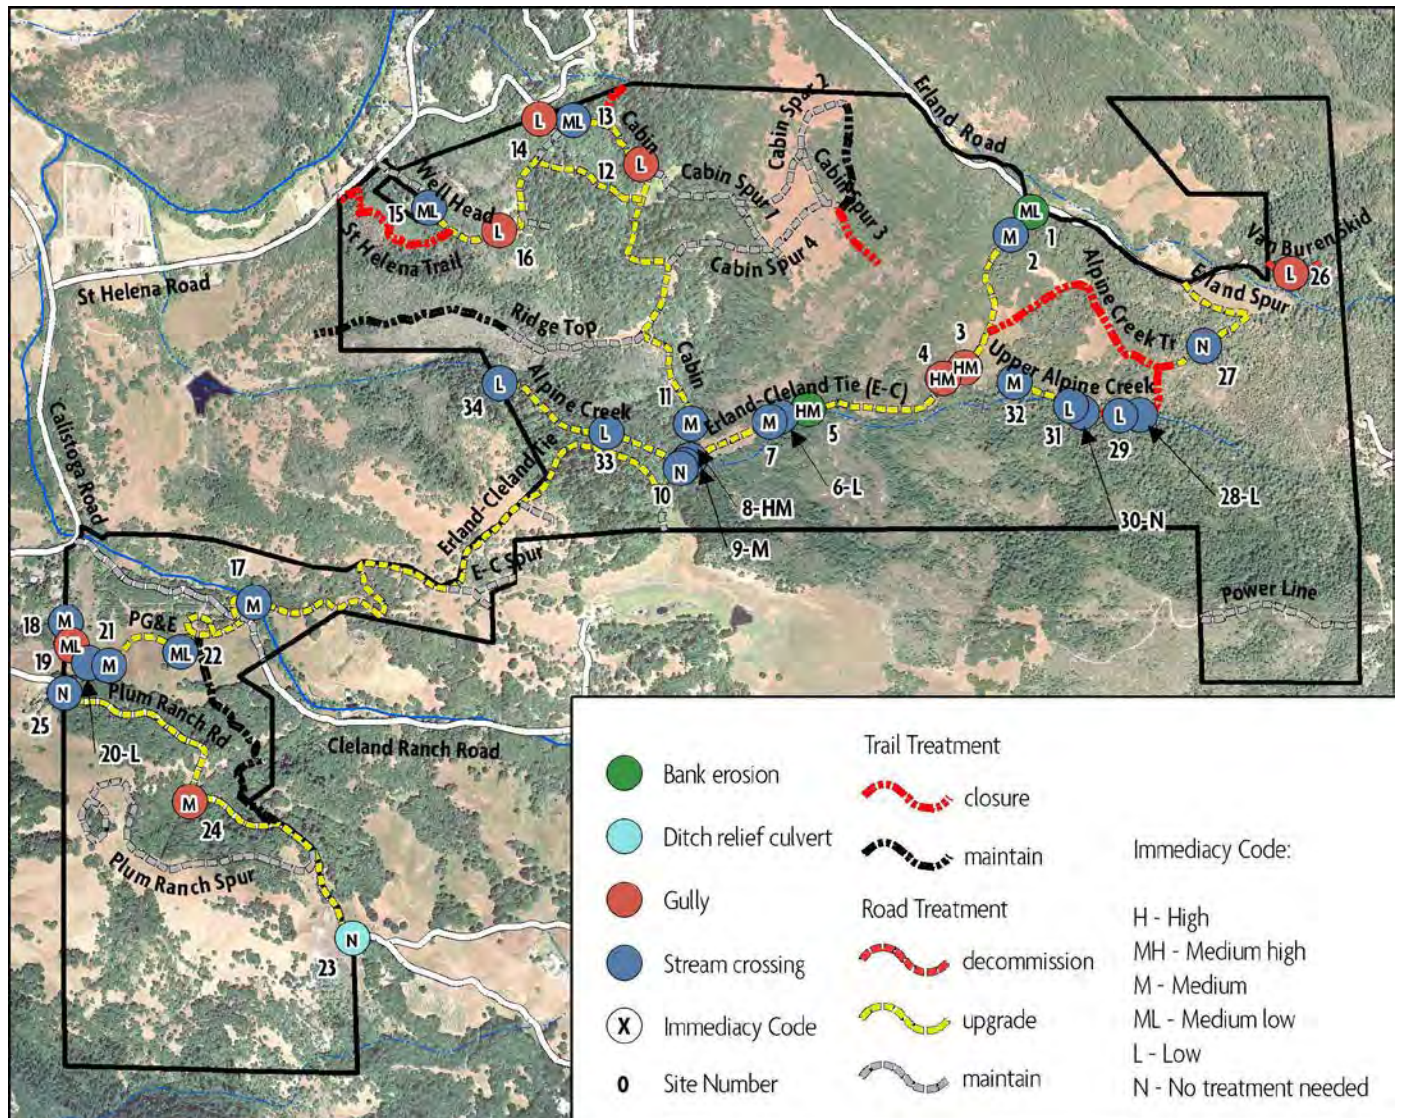 Cabin Spur 2
Erland Road
L
ML
13
Cabin
14
12
L
Cabin Spur 1
Cabin Spur 3
Well Head
15
ML
L
16
St Helena Trail
Cabin Spur 4
ML
1
M
2
Van Buren Skid
L
26
Erland Spur
Alpine Creek Tr
St Helena Road
Ridge Top
3
HM
4
HM
N
27
Upper Alpine Creek
Cabin
L
34
Alpine Creek
11
M
Erland-Cleland Tie (E-C)
M
HM
5
7
M
32
L
31
L
29
L
33
N
10
6-L
8-HM
9-M
28-L
30-N
Calistoga Road
Erland-Cleland Tie
E-C Spur
17
M
Power Line
18
M
PG&E
ML
19
21
M
ML
22
N
25
Plum Ranch Rd
20-L
Cleland Ranch Road
M
24
Plum Ranch Spur
N
23
Bank erosion
Ditch relief culvert
Gully
Stream crossing
X Immediacy Code
0 Site Number
Trail Treatment
closure
maintain
Road Treatment
decommission
upgrade
maintain
Immediacy Code:
H - High
MH - Medium high
M - Medium
ML - Medium low
L - Low
N - No treatment needed